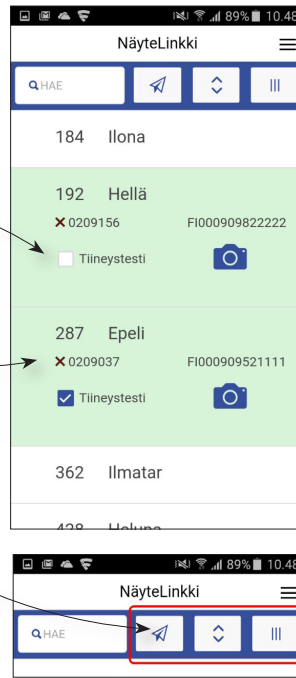 89% 10.48
NäyteLinkki
HAE
184 Ilona
192 Hellä
0209156 FI000909822222
Tiineystesti
287 Epeli
0209037 FI000909521111
Tiineystesti
362 Ilmatar
89% 10.48
NäyteLinkki
HAE